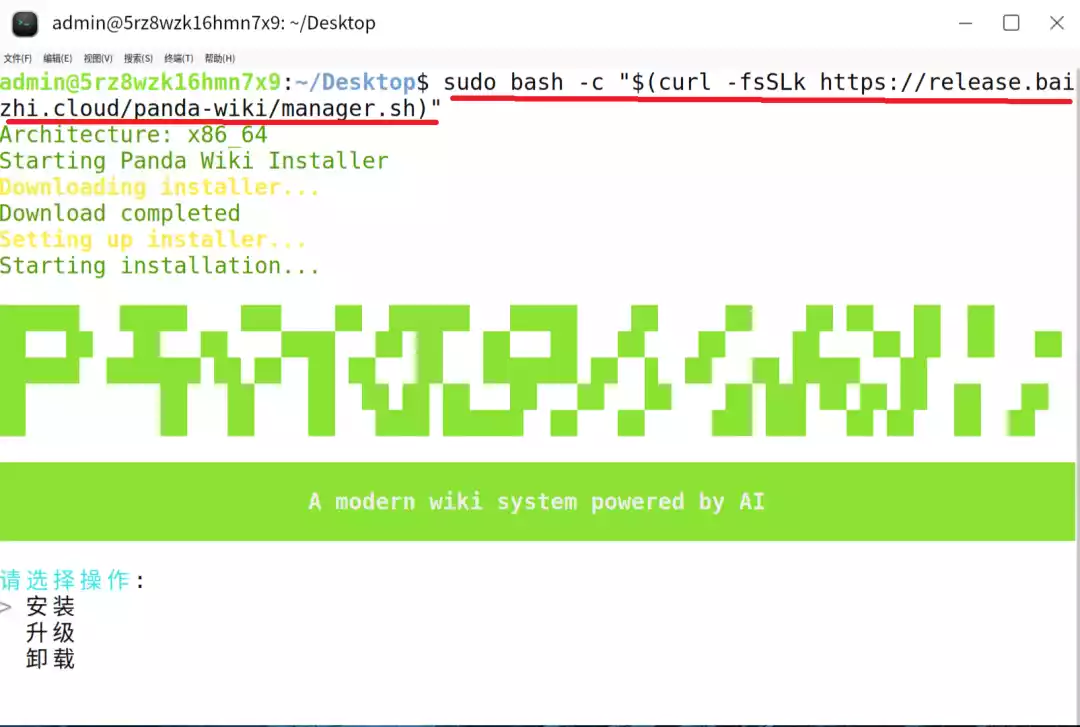 admin@5rz8wzk16hmn7x9: ~/Desktop
文件(F) 编辑(E) 视图(V) 搜索(S) 终端(T) 帮助(H)
admin@5rz8wzk16hmn7x9:~/Desktop$ sudo bash -c "$(curl -fsSLk https://release.bai
zhi.cloud/panda-wiki/manager.sh)"
Architecture: x86_64
Starting Panda Wiki Installer
Downloading installer...
Download completed
Setting up installer...
Starting installation...
A modern wiki system powered by AI
请选择操作:
> 安装
升级
卸载